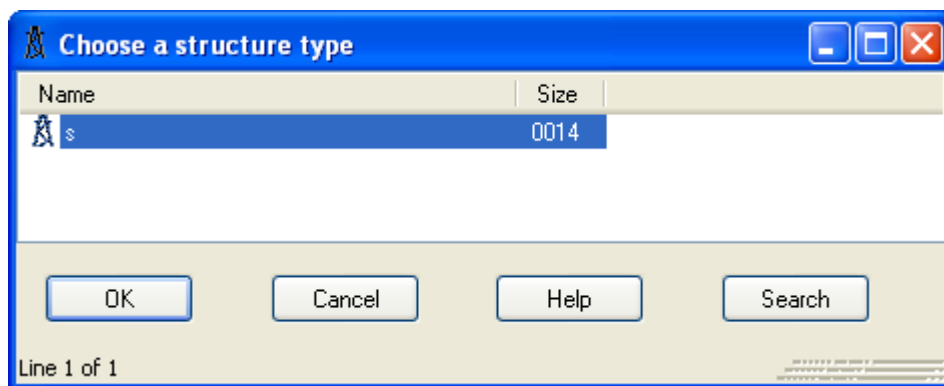 Choose a structure type
Name Size
s 0014
OK Cancel Help Search
Line 1 of 1